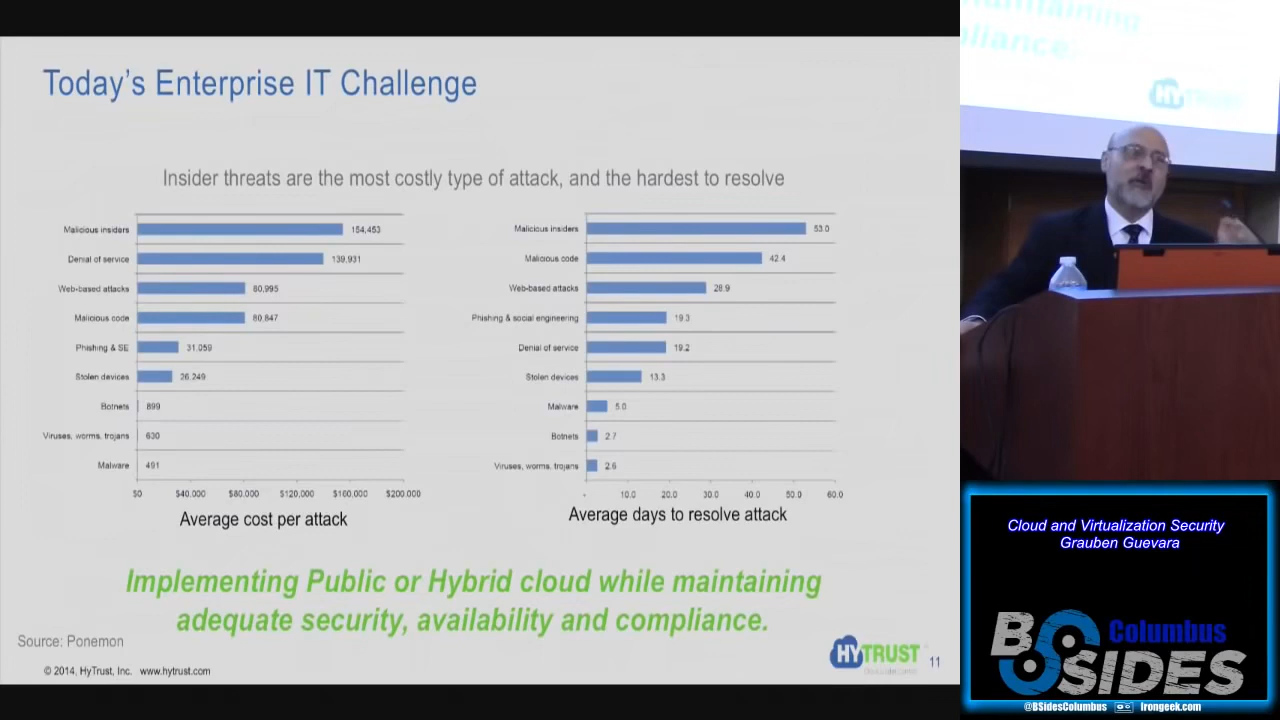 Today's Enterprise IT Challenge
Insider threats are the most costly type of attack, and the hardest to resolve
Malicious insiders 154,453
Denial of service 139,931
Web-based attacks 80,995
Malicious code 80,847
Phishing & SE 31,059
Stolen devices 26,249
Botnets 899
Viruses, worms, trojans 630
Malware 491
$0 $40,000 $80,000 $120,000 $160,000 $200,000
Average cost per attack
Malicious insiders 53.0
Malicious code 42.4
Web-based attacks 28.9
Phishing & social engineering 19.3
Denial of service 19.2
Stolen devices 13.3
Malware 5.0
Botnets 2.7
Viruses, worms, trojans 2.6
- 10.0 20.0 30.0 40.0 50.0 60.0
Average days to resolve attack
Implementing Public or Hybrid cloud while maintaining
adequate security, availability and compliance.
Source: Ponemon
© 2014, HyTrust, Inc. www.hytrust.com
HYTRUST
11
HYTRUST
Cloud and Virtualization Security
Grauben Guevara
BSIDES
Columbus
@BSidesColumbus Irongeek.com